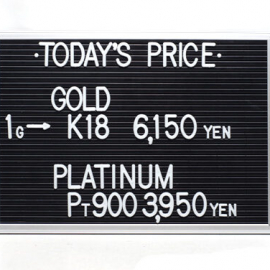 ·TODAY'S PRICE·
GOLD
1G→ K18 6,150 YEN
PLATINUM
PT900 3,950 YEN